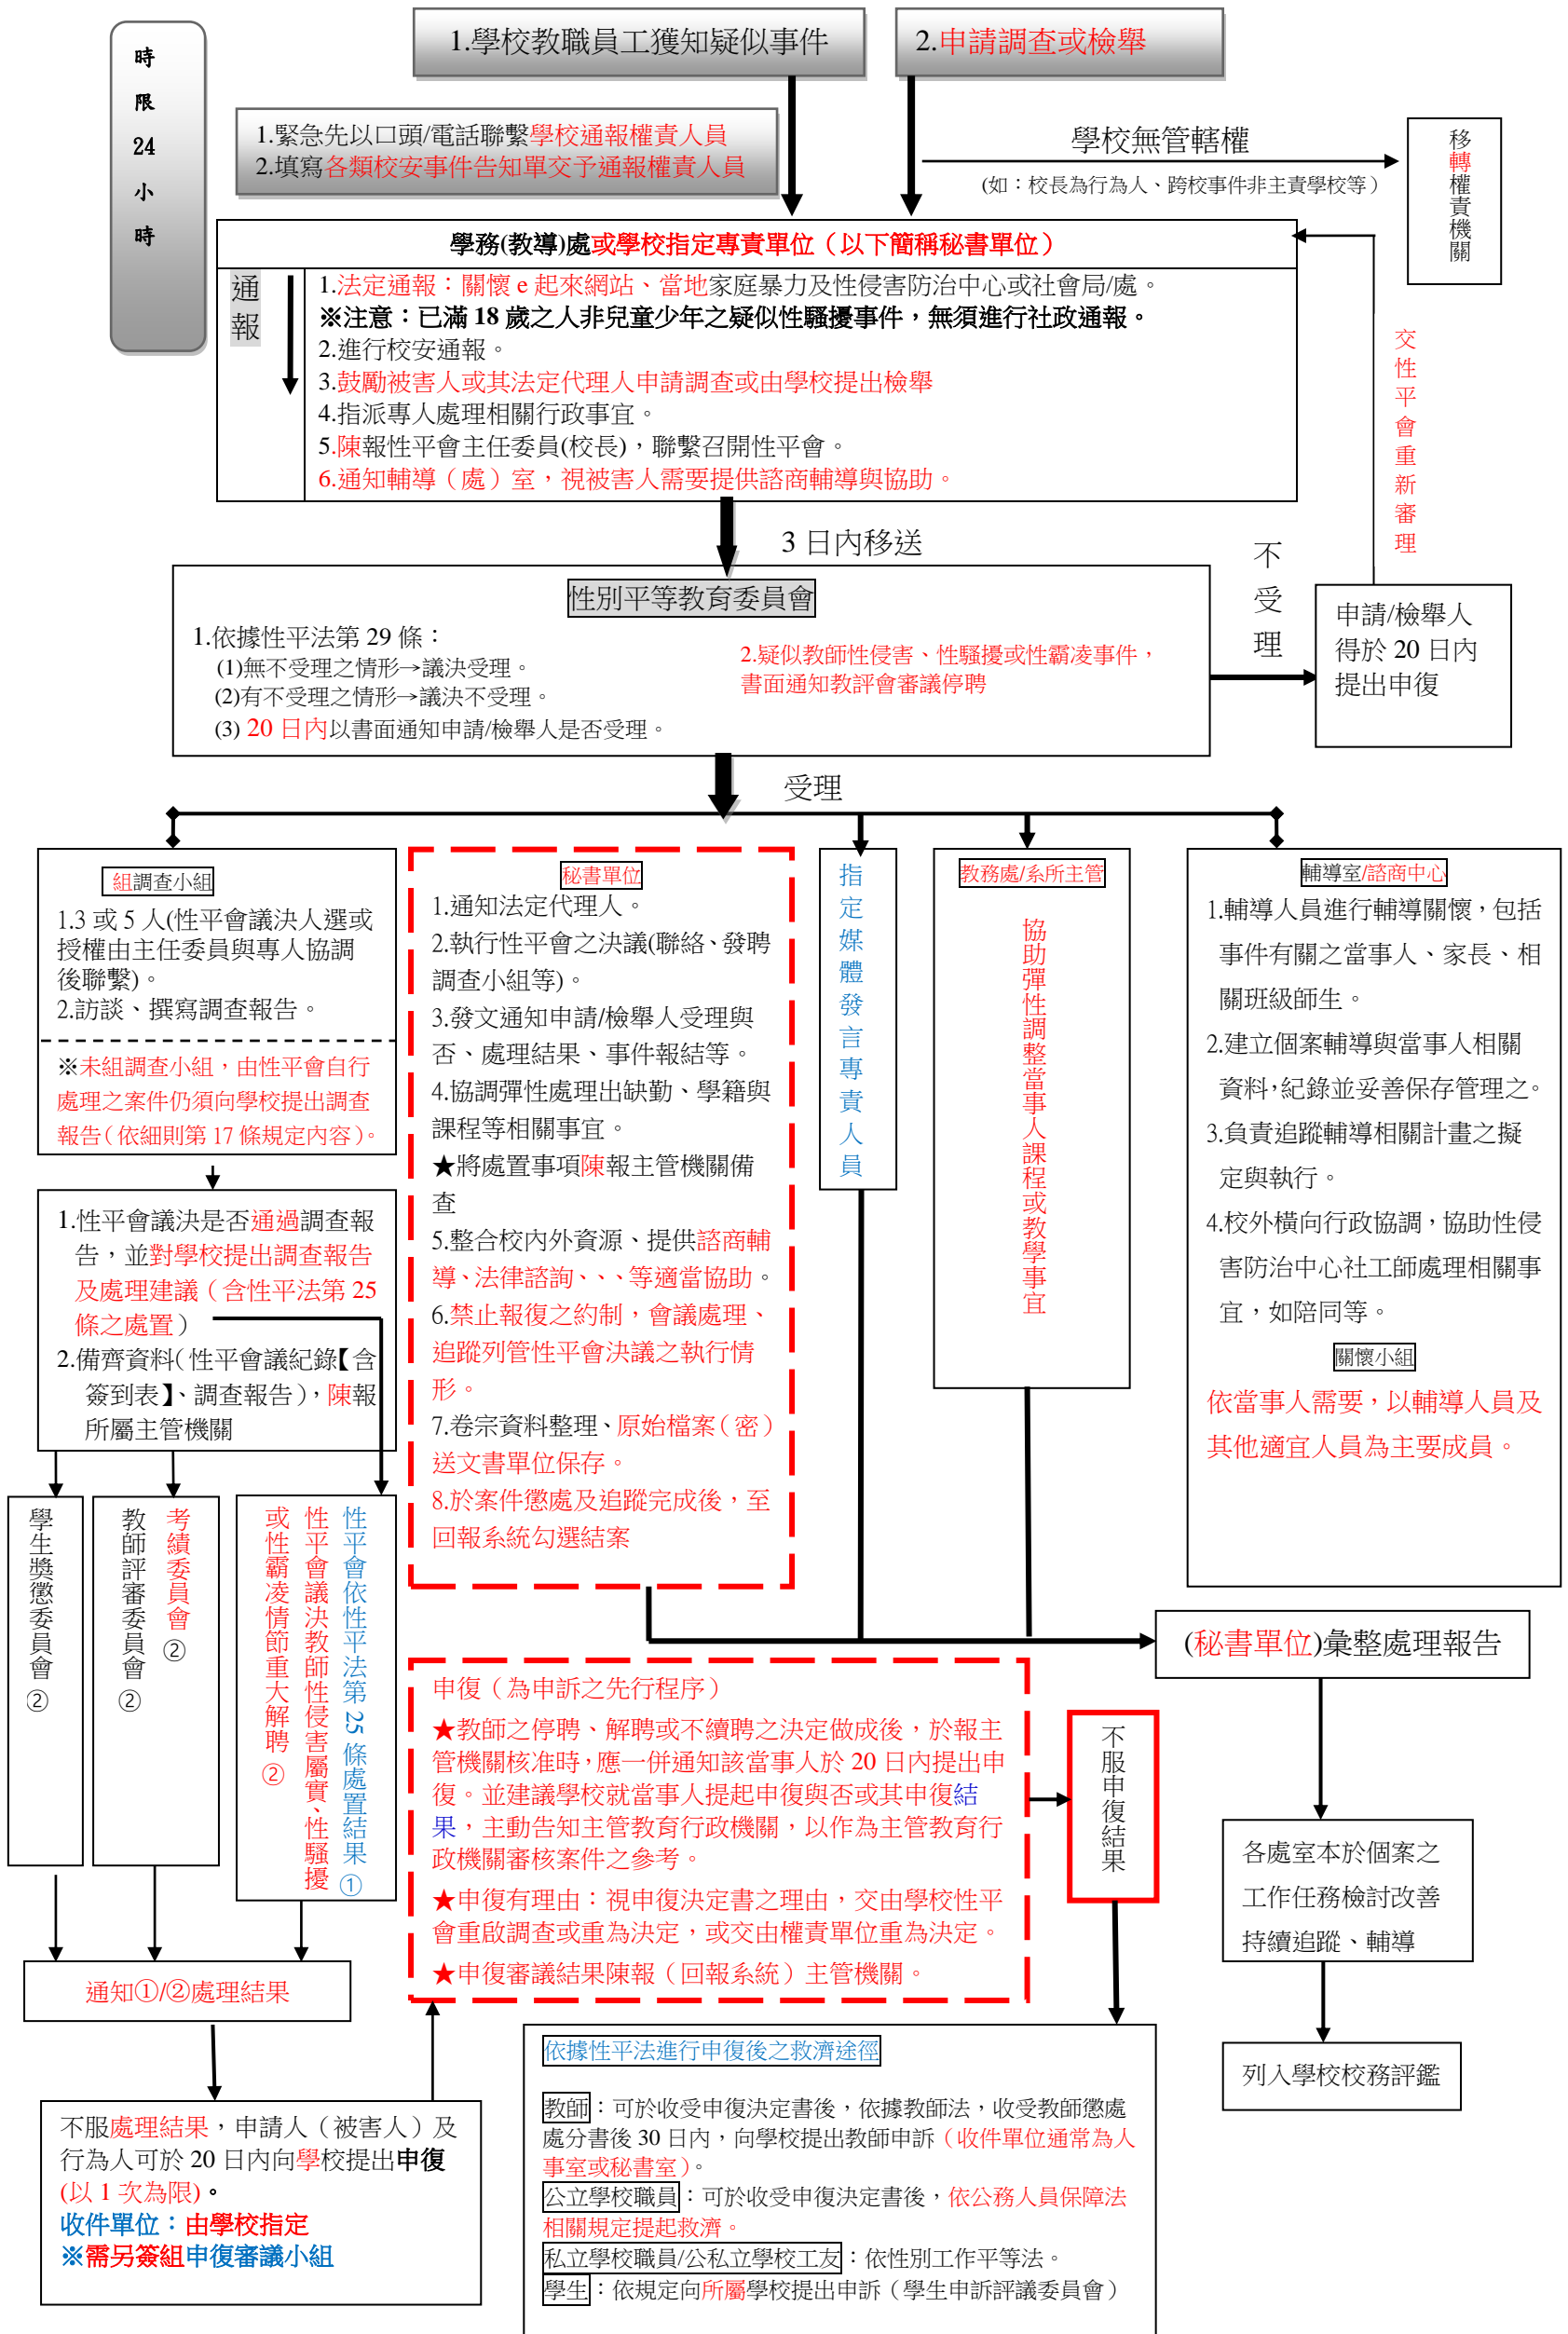 時
限
24
小
時
1.學校教職員工獲知疑似事件
2.申請調查或檢舉
1.緊急先以口頭/電話聯繫學校通報權責人員
2.填寫各類校安事件告知單交予通報權責人員
學校無管轄權
(如：校長為行為人、跨校事件非主責學校等）
移轉權責機關
學務(教導)處或學校指定專責單位（以下簡稱秘書單位）
通報
1.法定通報：關懷 e 起來網站、當地家庭暴力及性侵害防治中心或社會局/處。
※注意：已滿 18 歲之人非兒童少年之疑似性騷擾事件，無須進行社政通報。
2.進行校安通報。
3.鼓勵被害人或其法定代理人申請調查或由學校提出檢舉
4.指派專人處理相關行政事宜。
5.陳報性平會主任委員(校長)，聯繫召開性平會。
6.通知輔導（處）室，視被害人需要提供諮商輔導與協助。
交性平會重新審理
3 日內移送
性別平等教育委員會
1.依據性平法第 29 條：
(1)無不受理之情形→議決受理。
(2)有不受理之情形→議決不受理。
(3) 20 日內以書面通知申請/檢舉人是否受理。
2.疑似教師性侵害、性騷擾或性霸凌事件，
書面通知教評會審議停聘
不受理
申請/檢舉人
得於 20 日內
提出申復
受理
組調查小組
1.3 或 5 人(性平會議決人選或
授權由主任委員與專人協調
後聯繫)。
2.訪談、撰寫調查報告。
※未組調查小組，由性平會自行
處理之案件仍須向學校提出調查
報告（依細則第 17 條規定內容）。
1.性平會議決是否通過調查報
告，並對學校提出調查報告
及處理建議（含性平法第 25
條之處置）
2.備齊資料（性平會議紀錄【含
簽到表】、調查報告），陳報
所屬主管機關
學生獎懲委員會②
考績委員會②
教師評審委員會②
性平會依性平法第 25 條處置結果①
性平會議決教師性侵害屬實、性騷擾
或性霸凌情節重大解聘②
通知①/②處理結果
不服處理結果，申請人（被害人）及
行為人可於 20 日內向學校提出申復
(以 1 次為限)。
收件單位：由學校指定
※需另簽組申復審議小組
秘書單位
1.通知法定代理人。
2.執行性平會之決議(聯絡、發聘
調查小組等)。
3.發文通知申請/檢舉人受理與
否、處理結果、事件報結等。
4.協調彈性處理出缺勤、學籍與
課程等相關事宜。
★將處置事項陳報主管機關備
查
5.整合校內外資源、提供諮商輔
導、法律諮詢、、、等適當協助。
6.禁止報復之約制，會議處理、
追蹤列管性平會決議之執行情
形。
7.卷宗資料整理、原始檔案（密）
送文書單位保存。
8.於案件懲處及追蹤完成後，至
回報系統勾選結案
指定媒體發言專責人員
教務處/系所主管
協助彈性調整當事人課程或教學事宜
輔導室/諮商中心
1.輔導人員進行輔導關懷，包括
事件有關之當事人、家長、相
關班級師生。
2.建立個案輔導與當事人相關
資料，紀錄並妥善保存管理之。
3.負責追蹤輔導相關計畫之擬
定與執行。
4.校外橫向行政協調，協助性侵
害防治中心社工師處理相關事
宜，如陪同等。
關懷小組
依當事人需要，以輔導人員及
其他適宜人員為主要成員。
(秘書單位)彙整處理報告
各處室本於個案之
工作任務檢討改善
持續追蹤、輔導
列入學校校務評鑑
申復（為申訴之先行程序）
★教師之停聘、解聘或不續聘之決定做成後，於報主
管機關核准時，應一併通知該當事人於 20 日內提出申
復。並建議學校就當事人提起申復與否或其申復結
果，主動告知主管教育行政機關，以作為主管教育行
政機關審核案件之參考。
★申復有理由：視申復決定書之理由，交由學校性平
會重啟調查或重為決定，或交由權責單位重為決定。
★申復審議結果陳報（回報系統）主管機關。
不服申復結果
依據性平法進行申復後之救濟途徑
教師：可於收受申復決定書後，依據教師法，收受教師懲處
處分書後 30 日內，向學校提出教師申訴（收件單位通常為人
事室或秘書室）。
公立學校職員：可於收受申復決定書後，依公務人員保障法
相關規定提起救濟。
私立學校職員/公私立學校工友：依性別工作平等法。
學生：依規定向所屬學校提出申訴（學生申訴評議委員會）